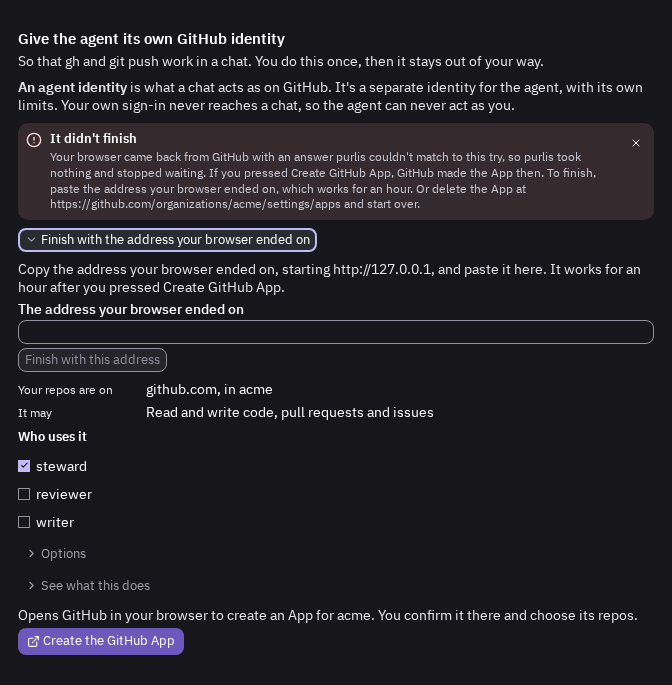 Give the agent its own GitHub identity
So that gh and git push work in a chat. You do this once, then it stays out of your way.
An agent identity is what a chat acts as on GitHub. It's a separate identity for the agent, with its own
limits. Your own sign-in never reaches a chat, so the agent can never act as you.
It didn't finish
Your browser came back from GitHub with an answer purlis couldn't match to this try, so purlis took
nothing and stopped waiting. If you pressed Create GitHub App, GitHub made the App then. To finish,
paste the address your browser ended on, which works for an hour. Or delete the App at
https://github.com/organizations/acme/settings/apps and start over.
Finish with the address your browser ended on
Copy the address your browser ended on, starting http://127.0.0.1, and paste it here. It works for an
hour after you pressed Create GitHub App.
The address your browser ended on
Finish with this address
Your repos are on github.com, in acme
It may Read and write code, pull requests and issues
Who uses it
steward
reviewer
writer
Options
See what this does
Opens GitHub in your browser to create an App for acme. You confirm it there and choose its repos.
Create the GitHub App